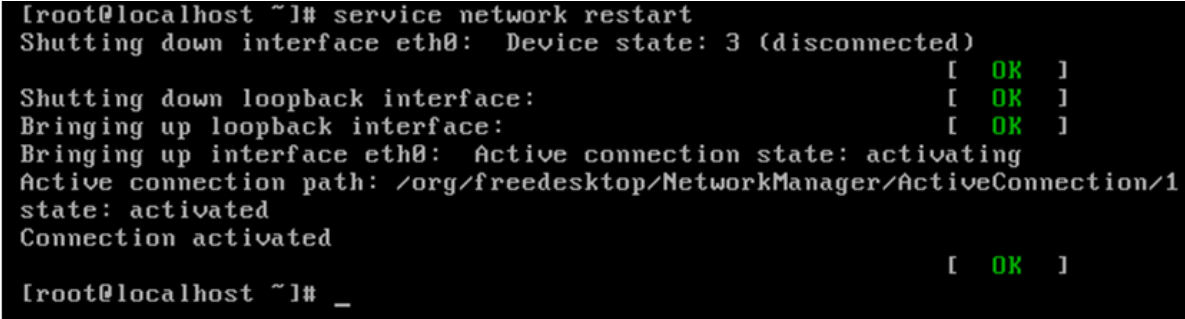 [root@localhost ~]# service network restart
Shutting down interface eth0:  Device state: 3 (disconnected)
[  OK  ]
Shutting down loopback interface: [  OK  ]
Bringing up loopback interface: [  OK  ]
Bringing up interface eth0:  Active connection state: activating
Active connection path: /org/freedesktop/NetworkManager/ActiveConnection/1
state: activated
Connection activated
[  OK  ]
[root@localhost ~]# _